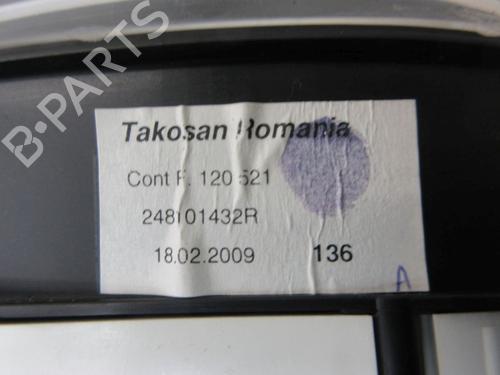 B-PARTS
Takosan Romania
Cont F. 120 521
248101432R
18.02.2009 136
A